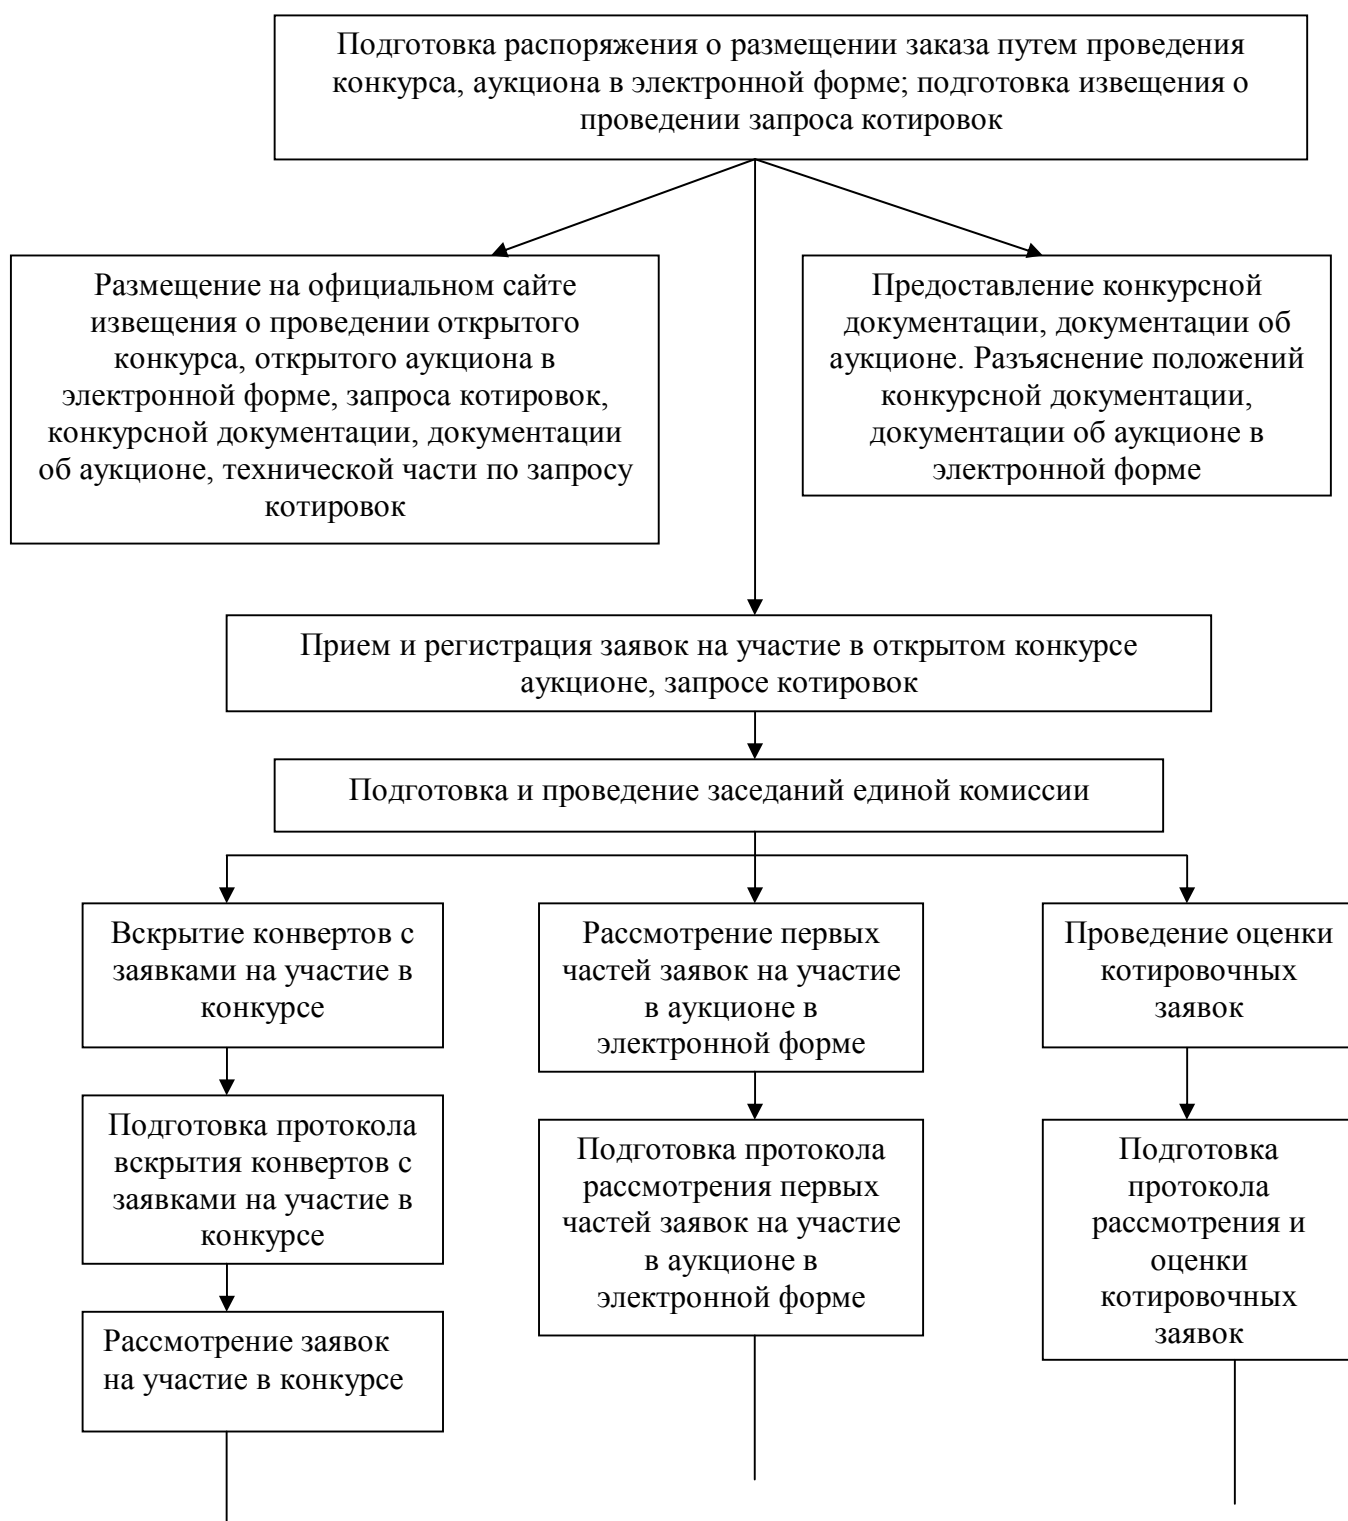 Подготовка распоряжения о размещении заказа путем проведения
конкурса, аукциона в электронной форме; подготовка извещения о
проведении запроса котировок
Размещение на официальном сайте
извещения о проведении открытого
конкурса, открытого аукциона в
электронной форме, запроса котировок,
конкурсной документации, документации
об аукционе, технической части по запросу
котировок
Предоставление конкурсной
документации, документации об
аукционе. Разъяснение положений
конкурсной документации,
документации об аукционе в
электронной форме
Прием и регистрация заявок на участие в открытом конкурсе
аукционе, запросе котировок
Подготовка и проведение заседаний единой комиссии
Вскрытие конвертов с
заявками на участие в
конкурсе
Рассмотрение первых
частей заявок на участие
в аукционе в
электронной форме
Проведение оценки
котировочных
заявок
Подготовка протокола
вскрытия конвертов с
заявками на участие в
конкурсе
Подготовка протокола
рассмотрения первых
частей заявок на участие
в аукционе в
электронной форме
Подготовка
протокола
рассмотрения и
оценки
котировочных
заявок
Рассмотрение заявок
на участие в конкурсе